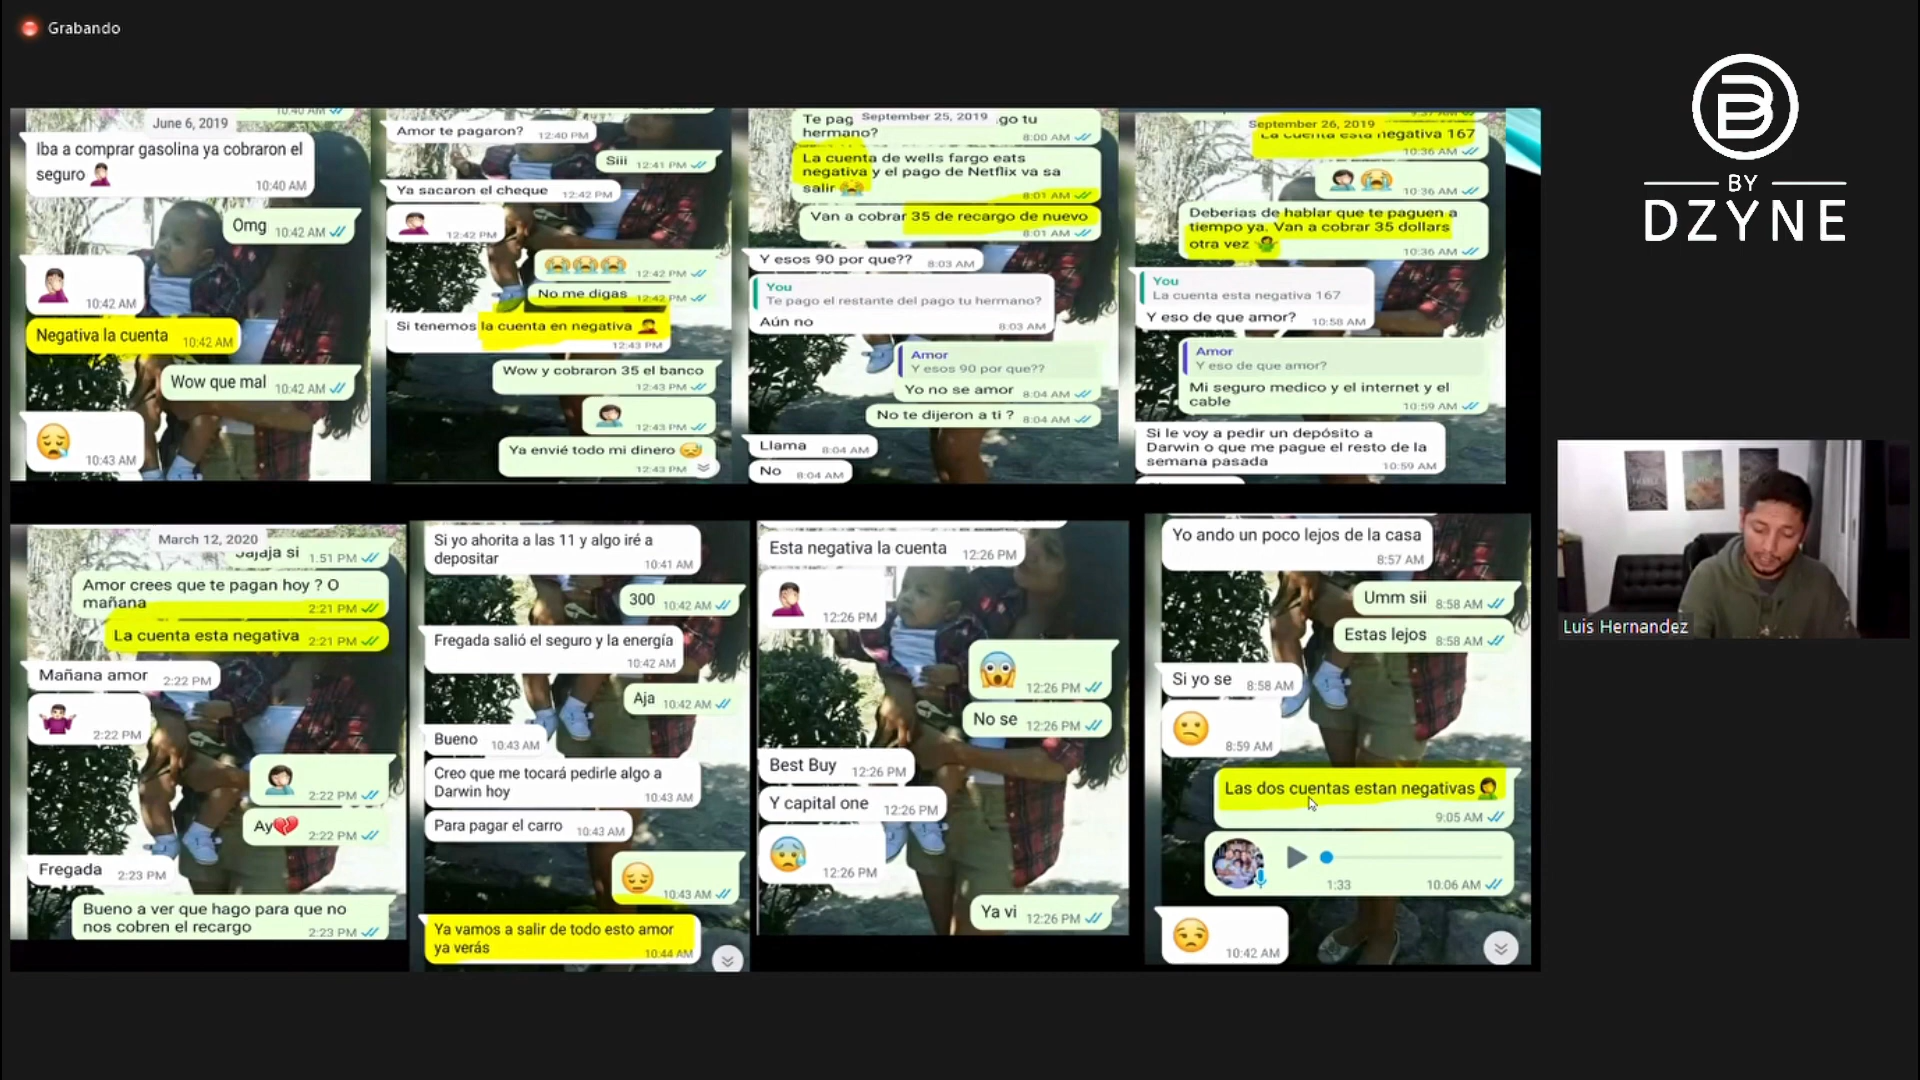 Grabando
BY
DZYNE
June 6, 2019
Iba a comprar gasolina ya cobraron el
seguro
10:40 AM
Omg 10:42 AM
10:42 AM
Negativa la cuenta 10:42 AM
Wow que mal 10:42 AM
10:43 AM
Amor te pagaron? 12:40 PM
Siii 12:41 PM
Ya sacaron el cheque 12:42 PM
12:42 PM
12:42 PM
No me digas 12:42 PM
Si tenemos la cuenta en negativa
12:43 PM
Wow y cobraron 35 el banco
12:43 PM
12:43 PM
Ya envié todo mi dinero
12:43 PM
September 25, 2019
Te pag go tu
hermano?
8:00 AM
La cuenta de wells fargo eats
negativa y el pago de Netflix va sa
salir
8:01 AM
Van a cobrar 35 de recargo de nuevo
8:01 AM
Y esos 90 por que?? 8:03 AM
You
Te pago el restante del pago tu hermano?
Aún no 8:03 AM
Amor
Y esos 90 por que??
Yo no se amor 8:04 AM
No te dijeron a ti ? 8:04 AM
Llama 8:04 AM
No 8:04 AM
September 26, 2019
La cuenta esta negativa 167
10:36 AM
10:36 AM
Deberias de hablar que te paguen a
tiempo ya. Van a cobrar 35 dollars
otra vez
10:36 AM
You
La cuenta esta negativa 167
Y eso de que amor? 10:58 AM
Amor
Y eso de que amor?
Mi seguro medico y el internet y el
cable
10:59 AM
Si le voy a pedir un depósito a
Darwin o que me pague el resto de la
semana pasada 10:59 AM
March 12, 2020
Jajaja si 1:51 PM
Amor crees que te pagan hoy ? O
mañana 2:21 PM
La cuenta esta negativa 2:21 PM
Mañana amor 2:22 PM
2:22 PM
2:22 PM
Ay 2:22 PM
Fregada 2:23 PM
Bueno a ver que hago para que no
nos cobren el recargo 2:23 PM
Si yo ahorita a las 11 y algo iré a
depositar 10:41 AM
300 10:42 AM
Fregada salió el seguro y la energía
10:42 AM
Aja 10:42 AM
Bueno 10:43 AM
Creo que me tocará pedirle algo a
Darwin hoy 10:43 AM
Para pagar el carro 10:43 AM
10:43 AM
Ya vamos a salir de todo esto amor
ya verás 10:44 AM
Esta negativa la cuenta 12:26 PM
12:26 PM
12:26 PM
No se 12:26 PM
Best Buy 12:26 PM
Y capital one 12:26 PM
12:26 PM
Ya vi 12:26 PM
Yo ando un poco lejos de la casa
8:57 AM
Umm sii 8:58 AM
Estas lejos 8:58 AM
Si yo se 8:58 AM
8:59 AM
Las dos cuentas estan negativas
9:05 AM
1:33 10:06 AM
10:42 AM
Luis Hernandez